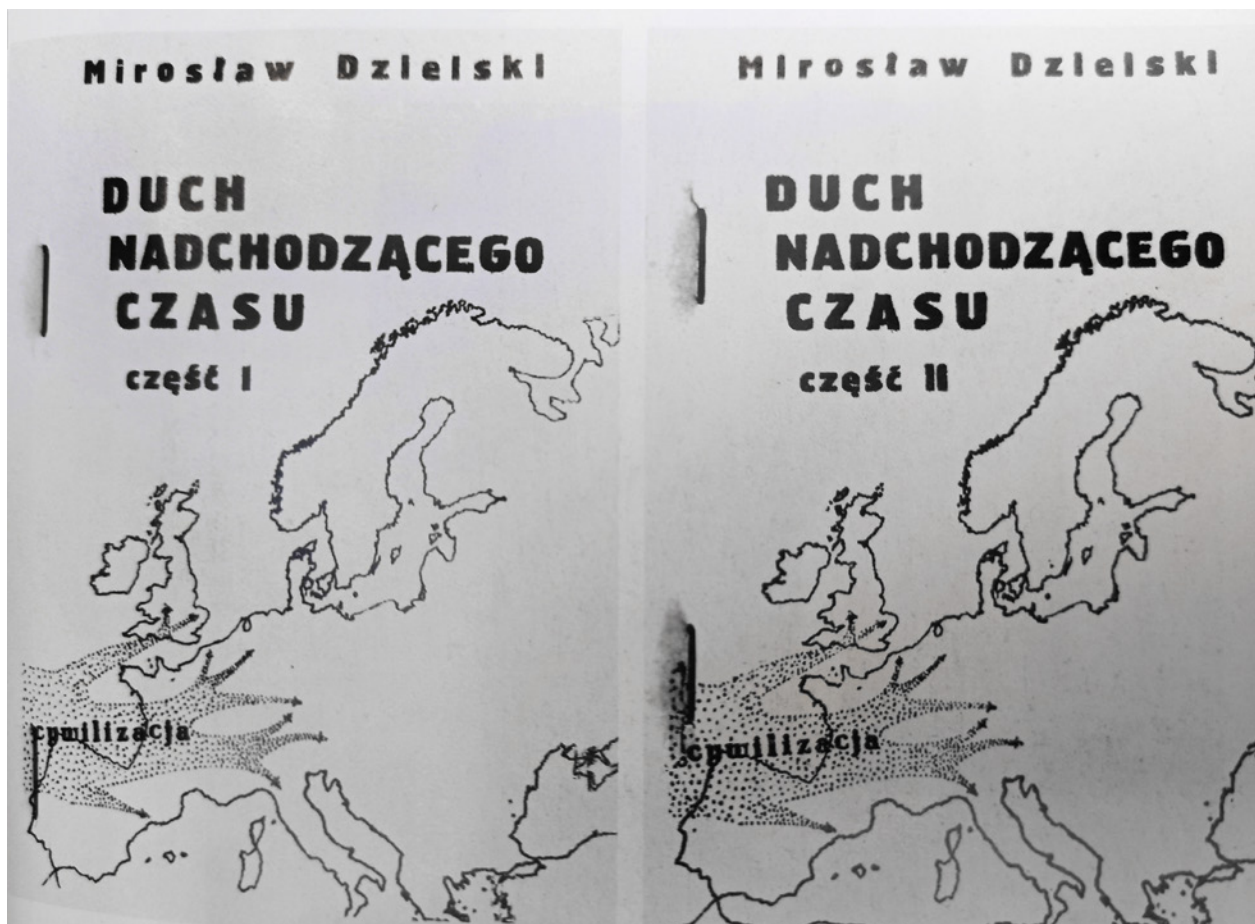 Mirosław Dzielski
DUCH
NADCHODZĄCEGO
CZASU
część I
cywilizacja
Mirosław Dzielski
DUCH
NADCHODZĄCEGO
CZASU
część II
cywilizacja